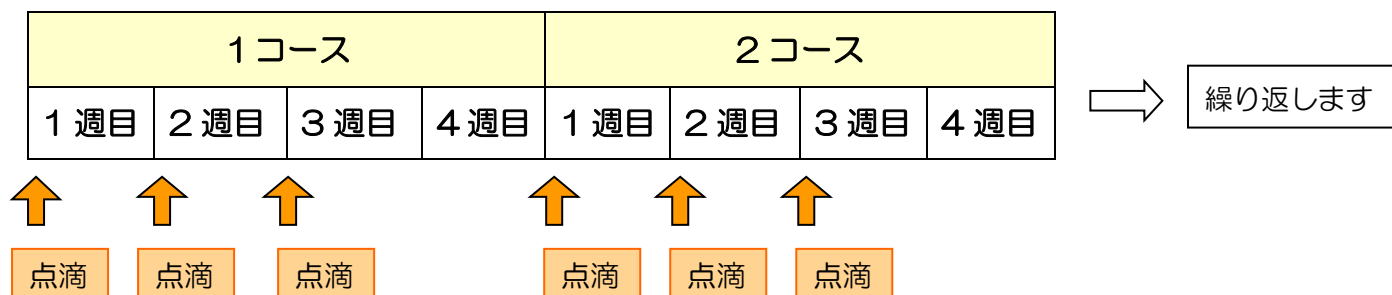 １コース ２コース
１週目 ２週目 ３週目 ４週目 １週目 ２週目 ３週目 ４週目
繰り返します
点滴 点滴 点滴 点滴 点滴 点滴